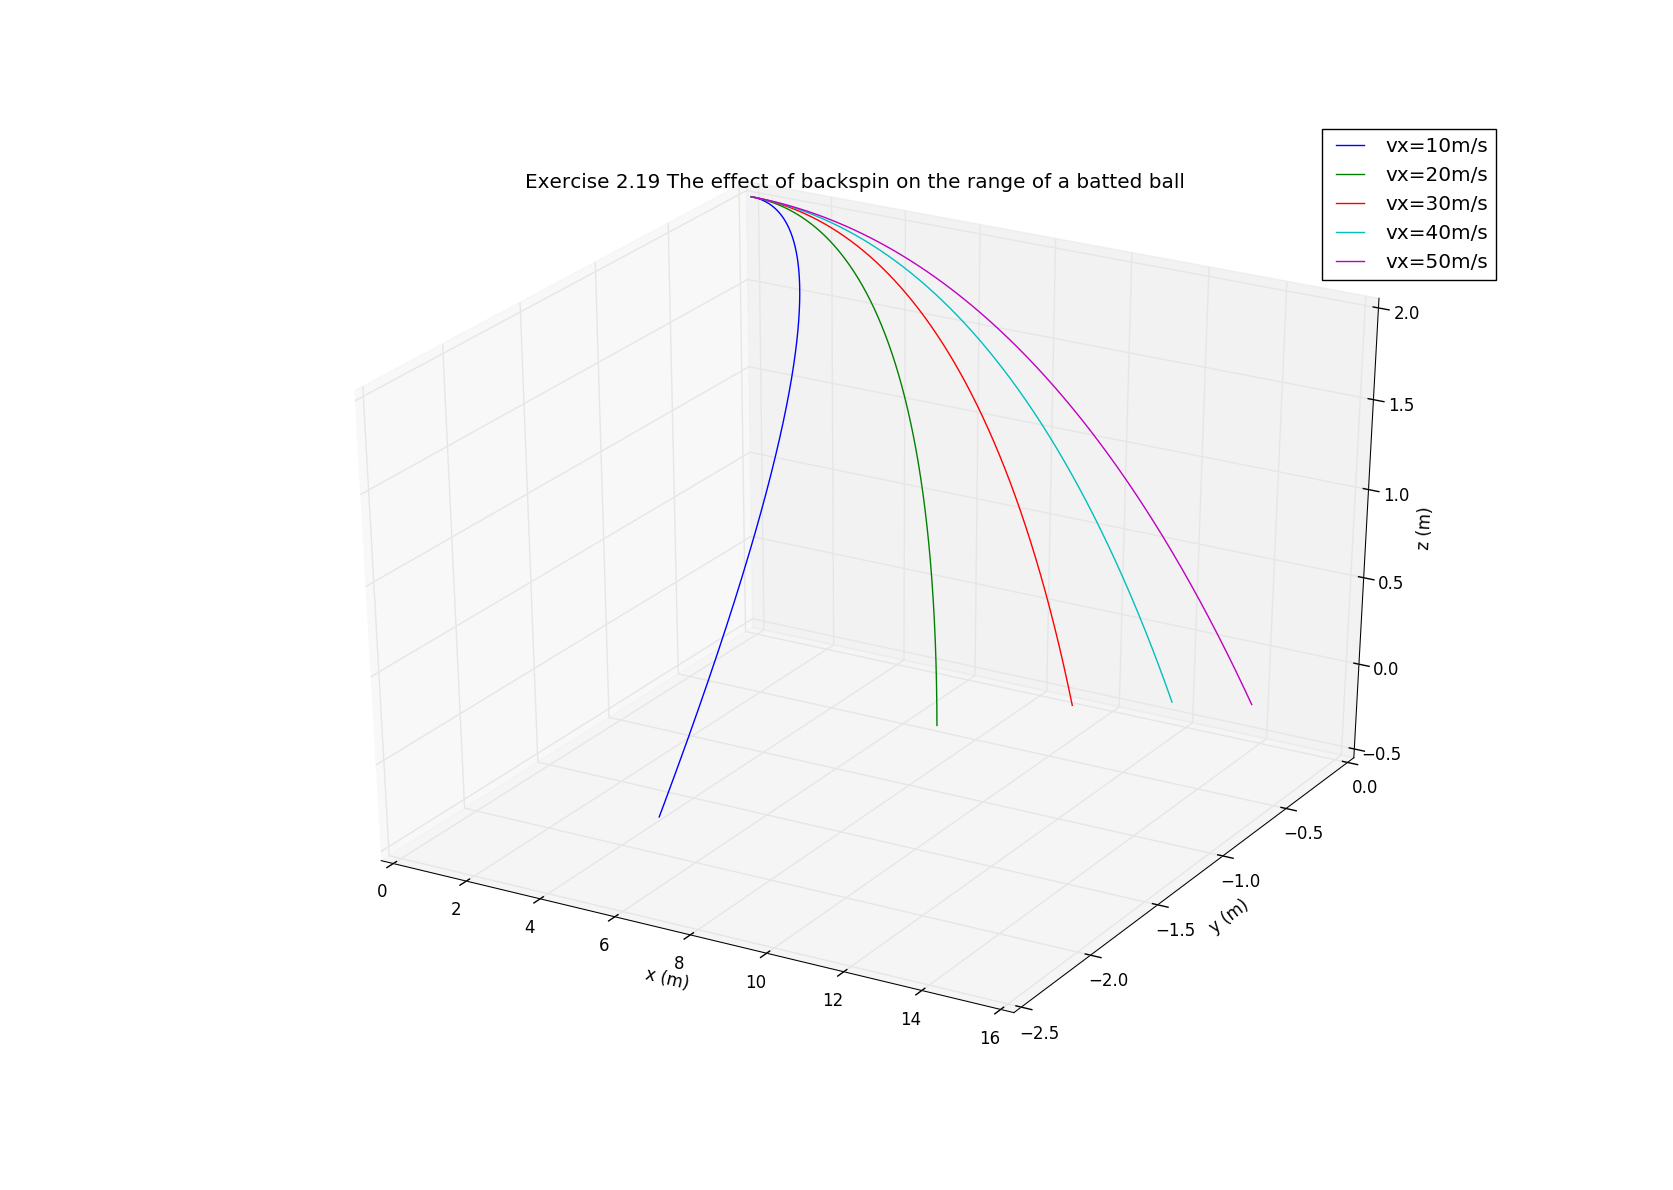 Exercise 2.19 The effect of backspin on the range of a batted ball
vx=10m/s
vx=20m/s
vx=30m/s
vx=40m/s
vx=50m/s
2.0
1.5
1.0
0.5
0.0
−0.5
z (m)
0.0
−0.5
−1.0
−1.5
−2.0
−2.5
y (m)
0
2
4
6
8
10
12
14
16
x (m)